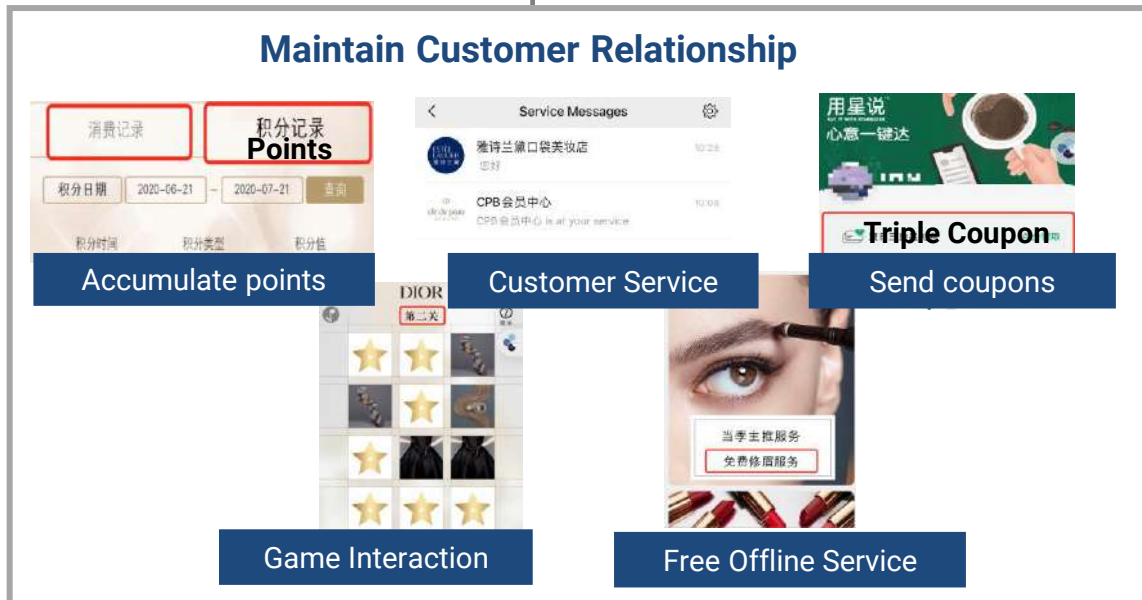 Maintain Customer Relationship
消费记录
积分记录
Points
积分日期 2020-06-21 - 2020-07-21 查询
积分时间 积分类型 积分值
Accumulate points
Service Messages
雅诗兰黛口袋美妆店 10:28
您好
CPB会员中心 10:08
CPB会员中心 is at your service
Customer Service
用星说
心意一键达
Triple Coupon
Send coupons
DIOR
第二关
Game Interaction
当季主推服务
免费修眉服务
Free Offline Service